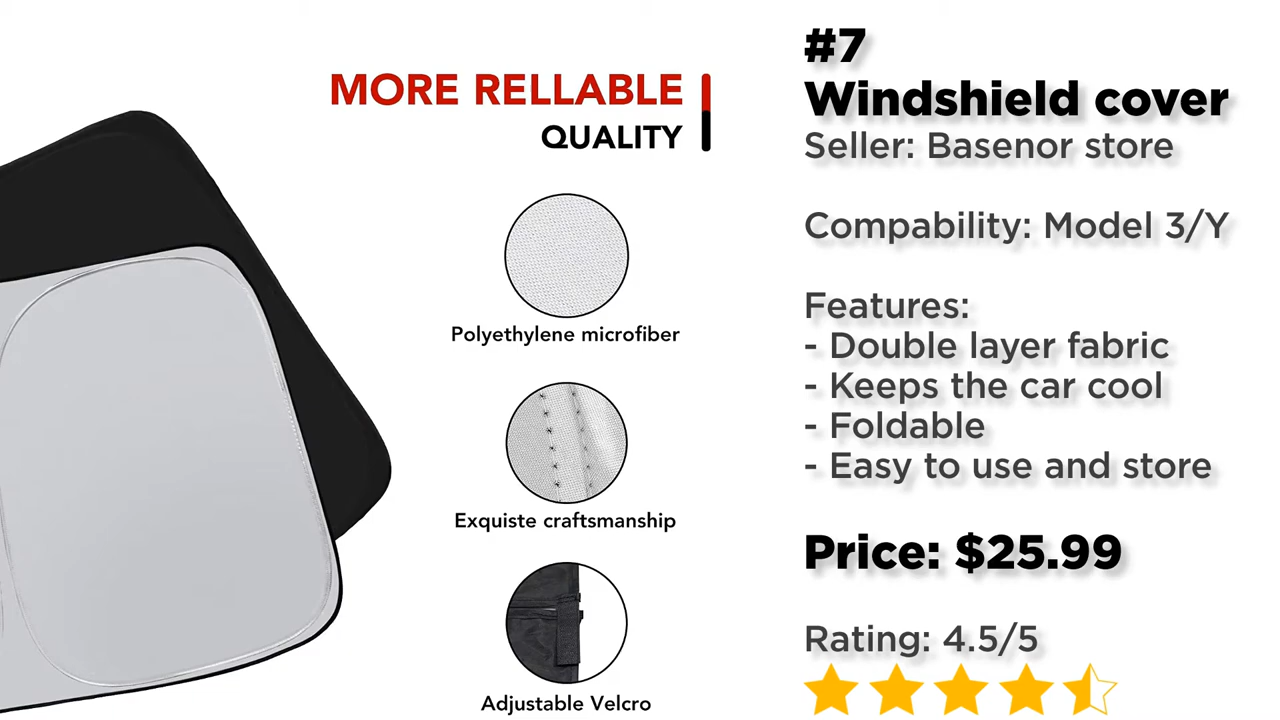 MORE RELLABLE
QUALITY
Polyethylene microfiber
Exquiste craftsmanship
Adjustable Velcro
#7
Windshield cover
Seller: Basenor store
Compability: Model 3/Y
Features:
- Double layer fabric
- Keeps the car cool
- Foldable
- Easy to use and store
Price: $25.99
Rating: 4.5/5